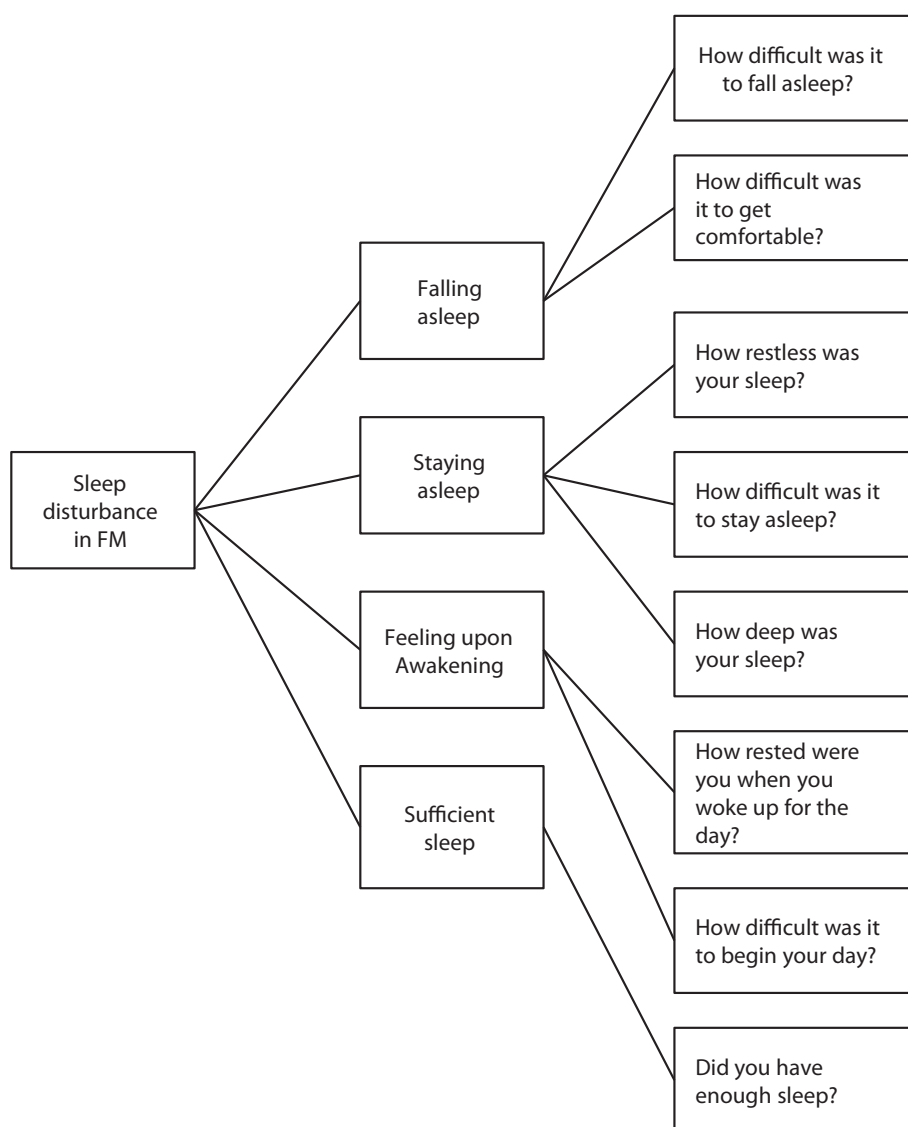 Sleep
disturbance
in FM
Falling
asleep
Staying
asleep
Feeling upon
Awakening
Sufficient
sleep
How difficult was it
to fall asleep?
How difficult was
it to get
comfortable?
How restless was
your sleep?
How difficult was it
to stay asleep?
How deep was
your sleep?
How rested were
you when you
woke up for the
day?
How difficult was it
to begin your day?
Did you have
enough sleep?